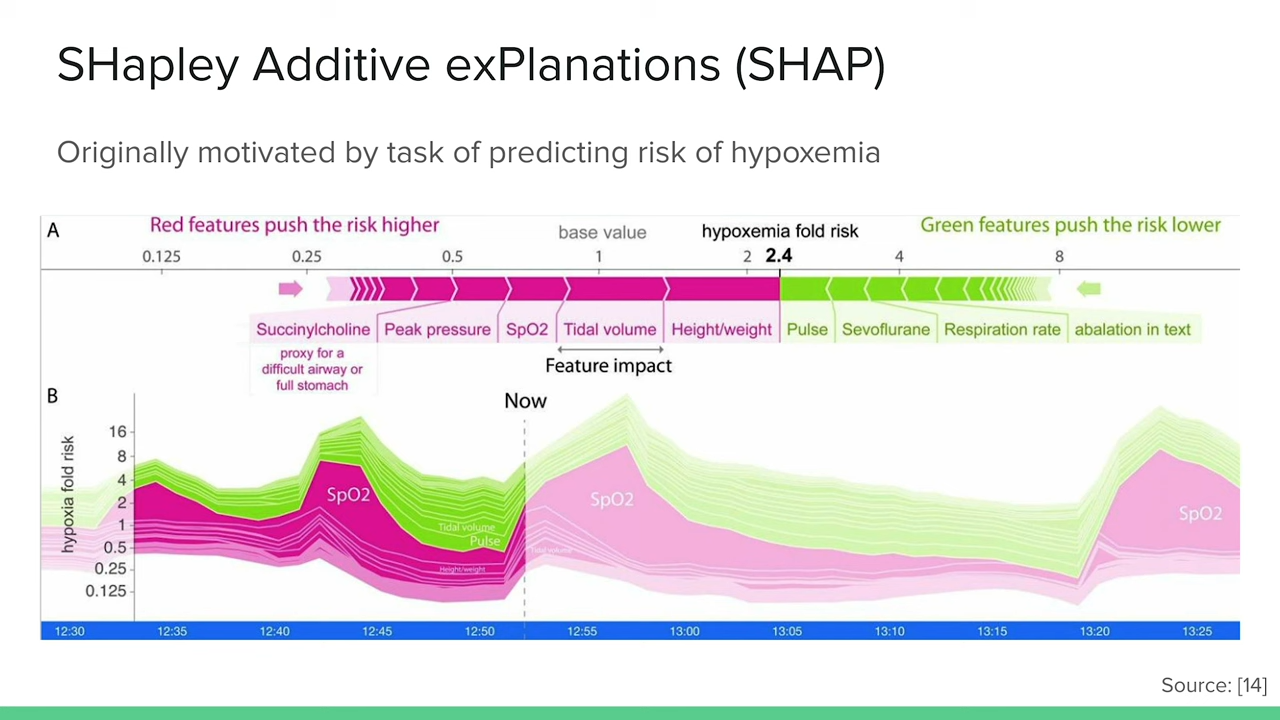 SHapley Additive exPlanations (SHAP)
Originally motivated by task of predicting risk of hypoxemia
A
Red features push the risk higher
base value
hypoxemia fold risk
Green features push the risk lower
0.125 0.25 0.5 1 2 2.4 4 8
Succinylcholine Peak pressure SpO2 Tidal volume Height/weight Pulse Sevoflurane Respiration rate abalation in text
proxy for a
difficult airway or
full stomach
Feature impact
B
Now
hypoxia fold risk
16
8
4
2
1
0.5
0.25
0.125
SpO2
Tidal volume
Pulse
Height/weight
SpO2
Tidal volume
SpO2
12:30 12:35 12:40 12:45 12:50 12:55 13:00 13:05 13:10 13:15 13:20 13:25
Source: [14]